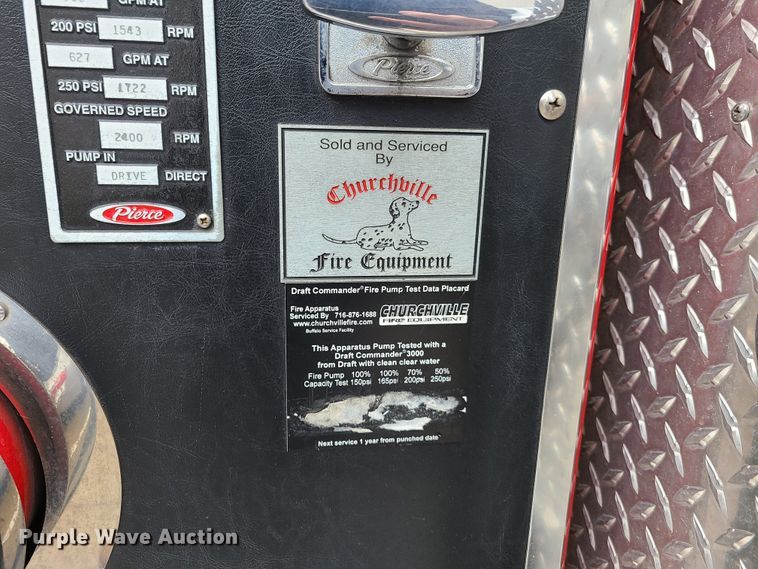 GPM AT
200 PSI 1543 RPM
627 GPM AT
250 PSI 1722 RPM
GOVERNED SPEED
2400 RPM
PUMP IN
DRIVE DIRECT
Pierce
Pierce
Sold and Serviced
By
Churchville
Fire Equipment
Draft Commander® Fire Pump Test Data Placard
Fire Apparatus
Serviced By 716-876-1688
www.churchvillefire.com
Buffalo Service Facility
CHURCHVILLE
FIRE EQUIPMENT
This Apparatus Pump Tested with a
Draft Commander®3000
from Draft with clean clear water
Fire Pump 100% 100% 70% 50%
Capacity Test 150psi 165psi 200psi 250psi
Next service 1 year from punched date
Purple Wave Auction